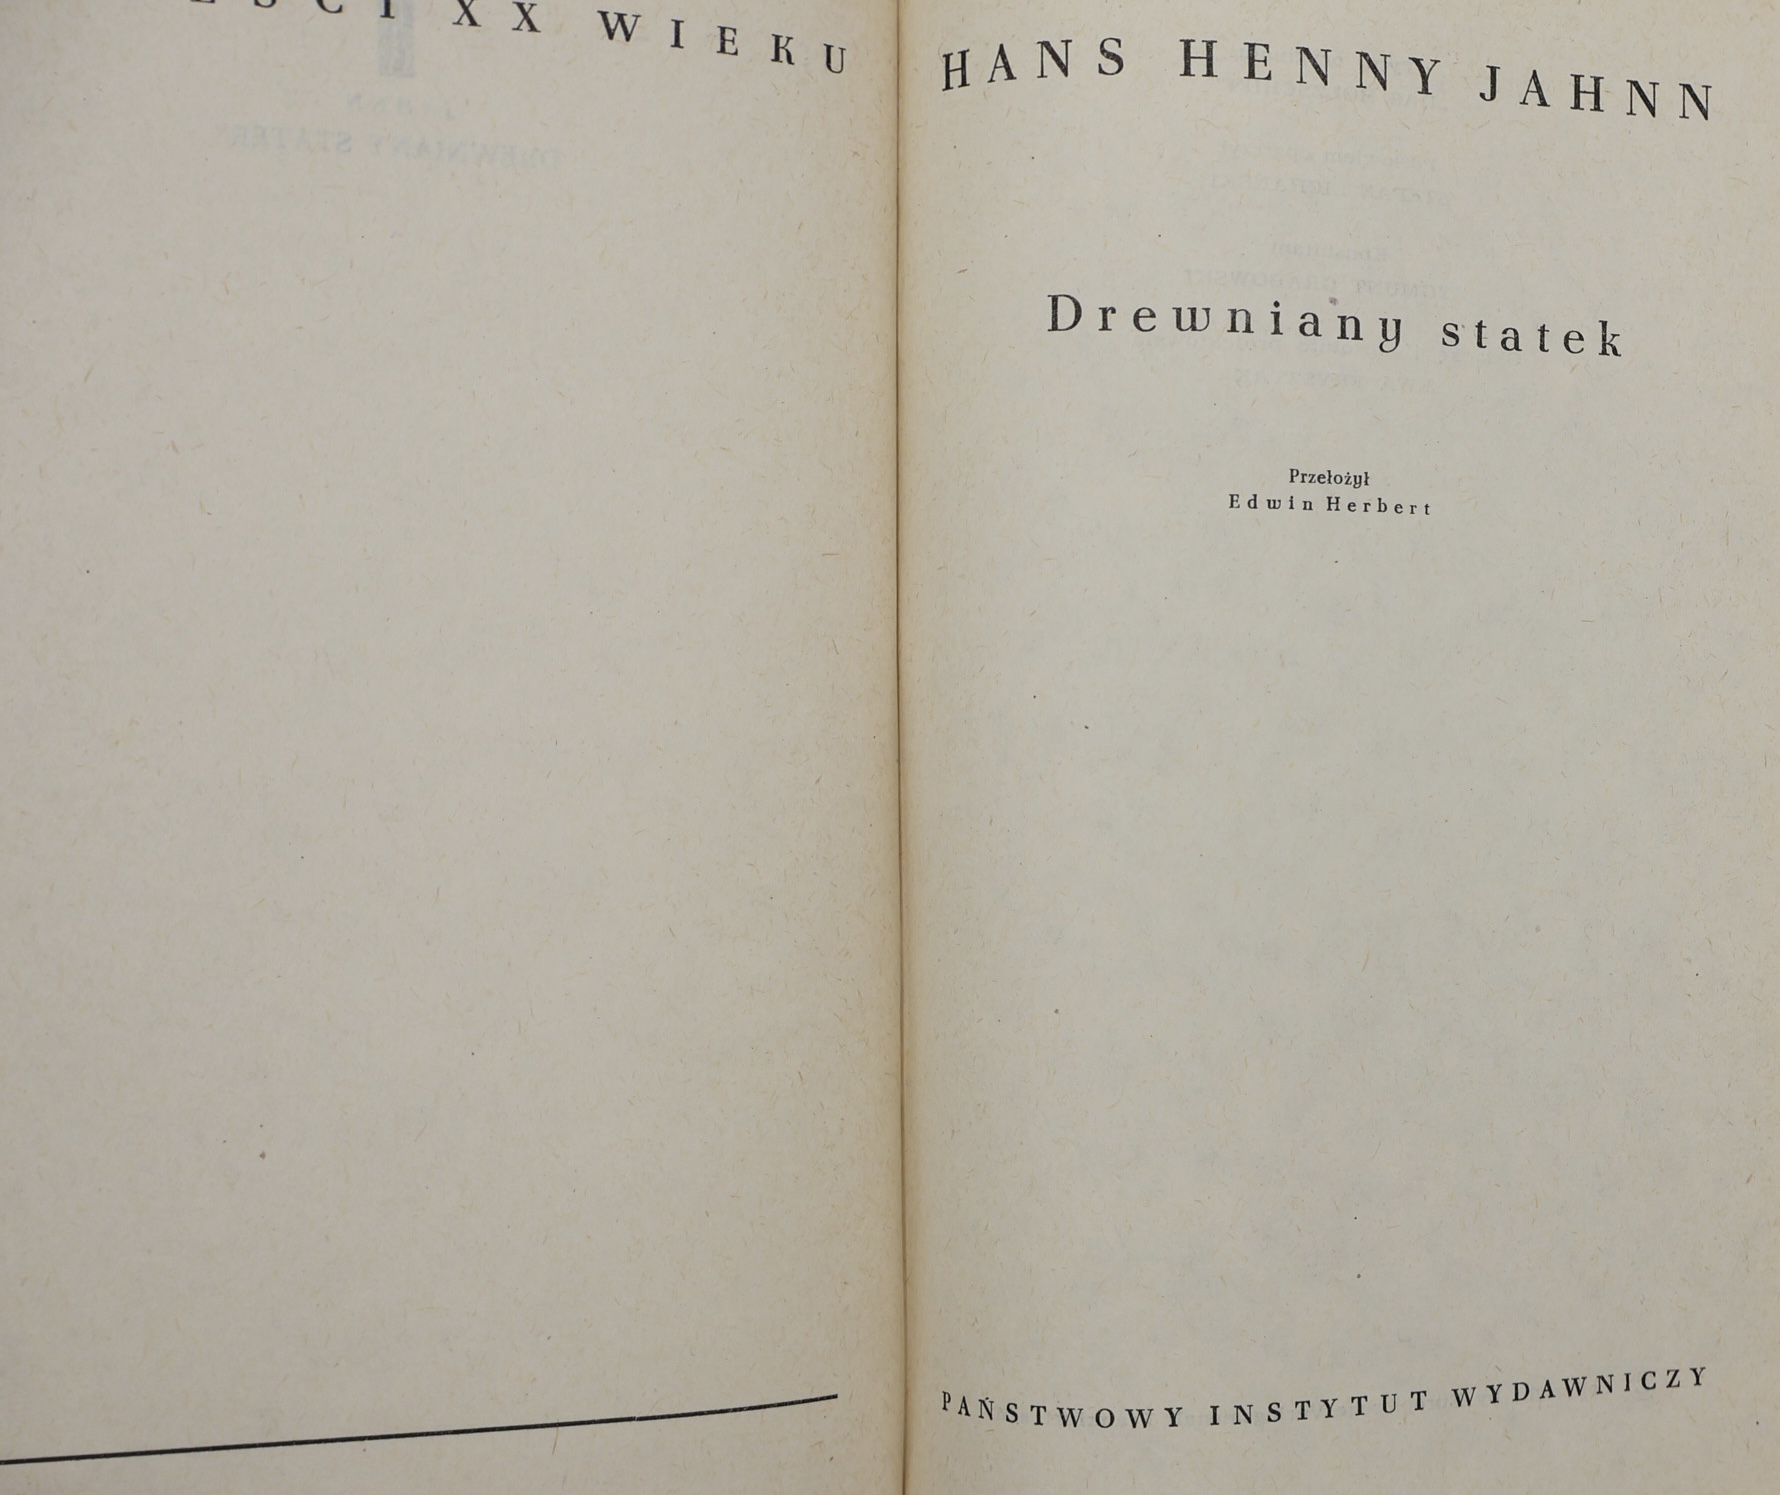 XX WIEKU
HANS HENNY JAHNN
Drewniany statek
Przełożył
Edwin Herbert
PAŃSTWOWY INSTYTUT WYDAWNICZY